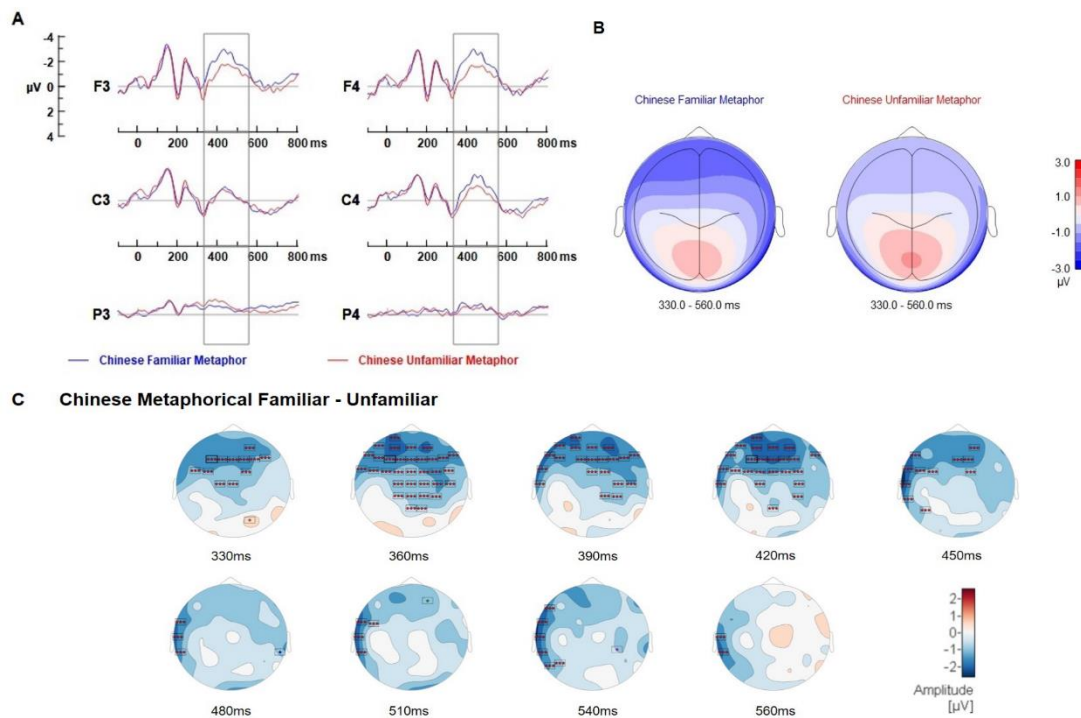 A
-4
-2
µV 0
2
4
F3
0 200 400 600 800 ms
F4
0 200 400 600 800 ms
C3
0 200 400 600 800 ms
C4
0 200 400 600 800 ms
P3
P4
Chinese Familiar Metaphor
Chinese Unfamiliar Metaphor
B
Chinese Familiar Metaphor
Chinese Unfamiliar Metaphor
330.0 - 560.0 ms
330.0 - 560.0 ms
3.0
1.0
-1.0
-3.0
µV
C Chinese Metaphorical Familiar - Unfamiliar
330ms
360ms
390ms
420ms
450ms
480ms
510ms
540ms
560ms
2
1
0
-1
-2
Amplitude
[µV]